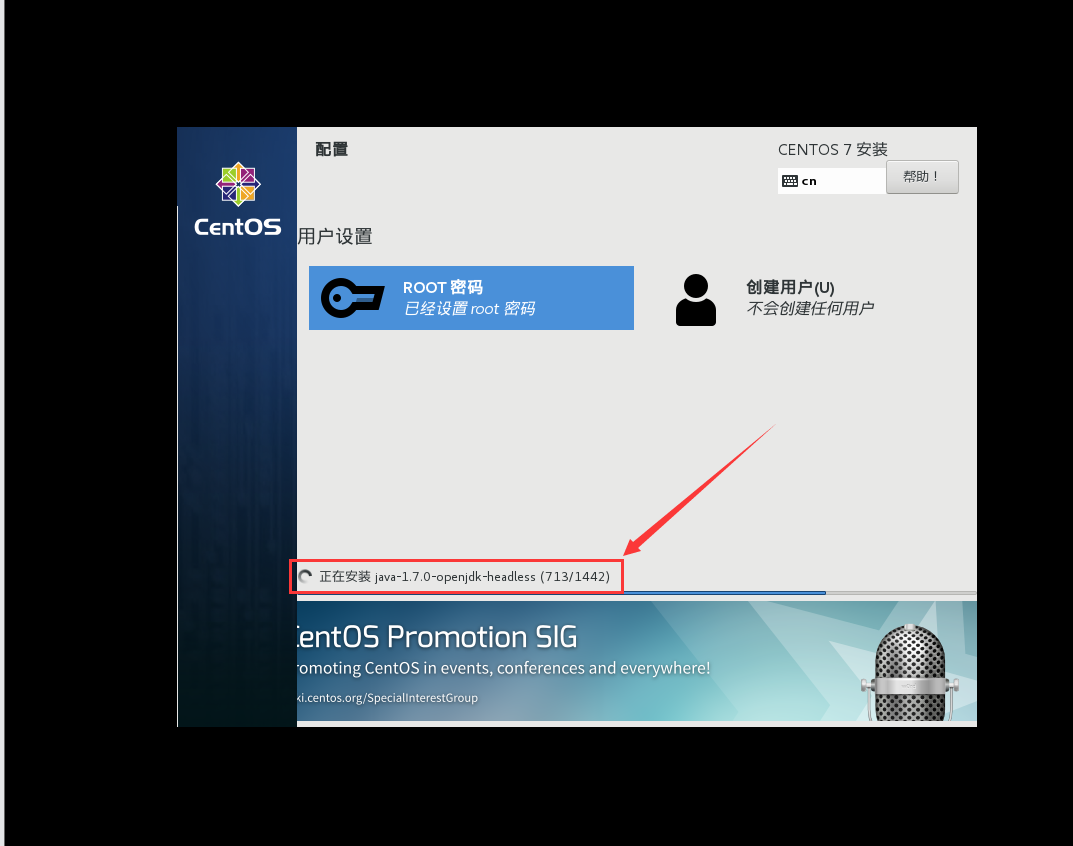 配置
CENTOS 7 安装
cn
帮助！
CentOS
用户设置
ROOT 密码
已经设置 root 密码
创建用户(U)
不会创建任何用户
正在安装 java-1.7.0-openjdk-headless (713/1442)
CentOS Promotion SIG
romoting CentOS in events, conferences and everywhere!
ki.centos.org/SpecialInterestGroup